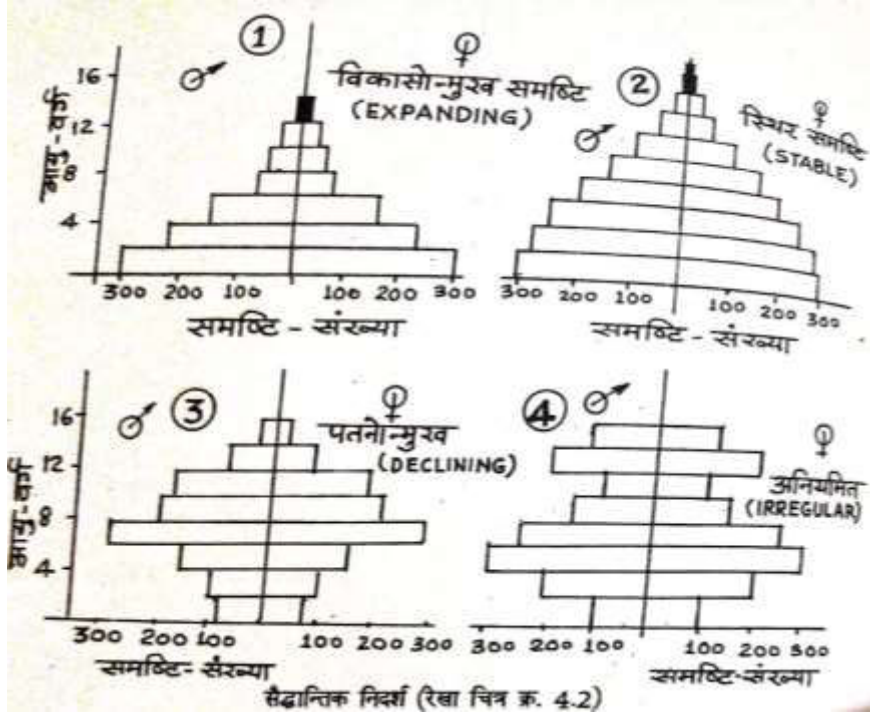 ①
♀
विकासोन्मुख समष्टि
(EXPANDING)
आयु-वर्ग
16
12
8
4
300 200 100 100 200 300
समष्टि - संख्या
②
♀
स्थिर समष्टि
(STABLE)
300 200 100 100 200 300
समष्टि - संख्या
③
♀
पतनोन्मुख
(DECLINING)
आयु-वर्ग
16
12
8
4
300 200 100 100 200 300
समष्टि-संख्या
④
♀
अनियमित
(IRREGULAR)
300 200 100 100 200 300
समष्टि-संख्या
सैद्धान्तिक निदर्श (रेखा चित्र क्र. 4.2)